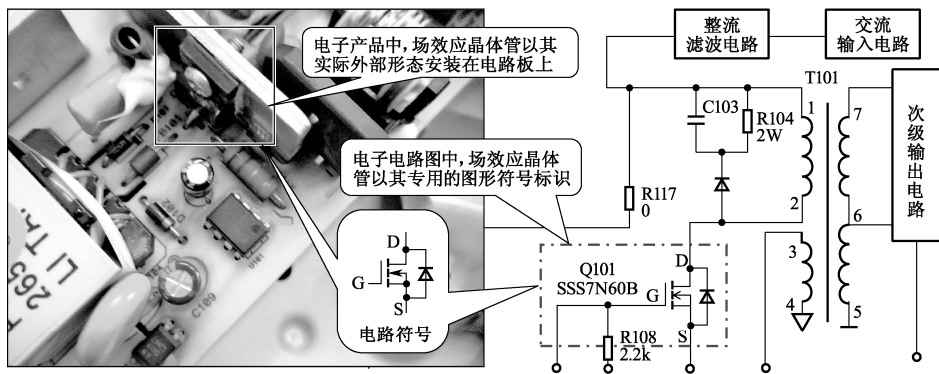 电子产品中，场效应晶体管以其
实际外部形态安装在电路板上
电子电路图中，场效应晶体
管以其专用的图形符号标识
D
G
S
电路符号
265
LI TA
C109
U101
整流
滤波电路
交流
输入电路
T101
C103
R104
2W
R117
0
1
2
3
4
7
6
5
次级输出电路
Q101
SSS7N60B
D
G
S
R108
2.2k